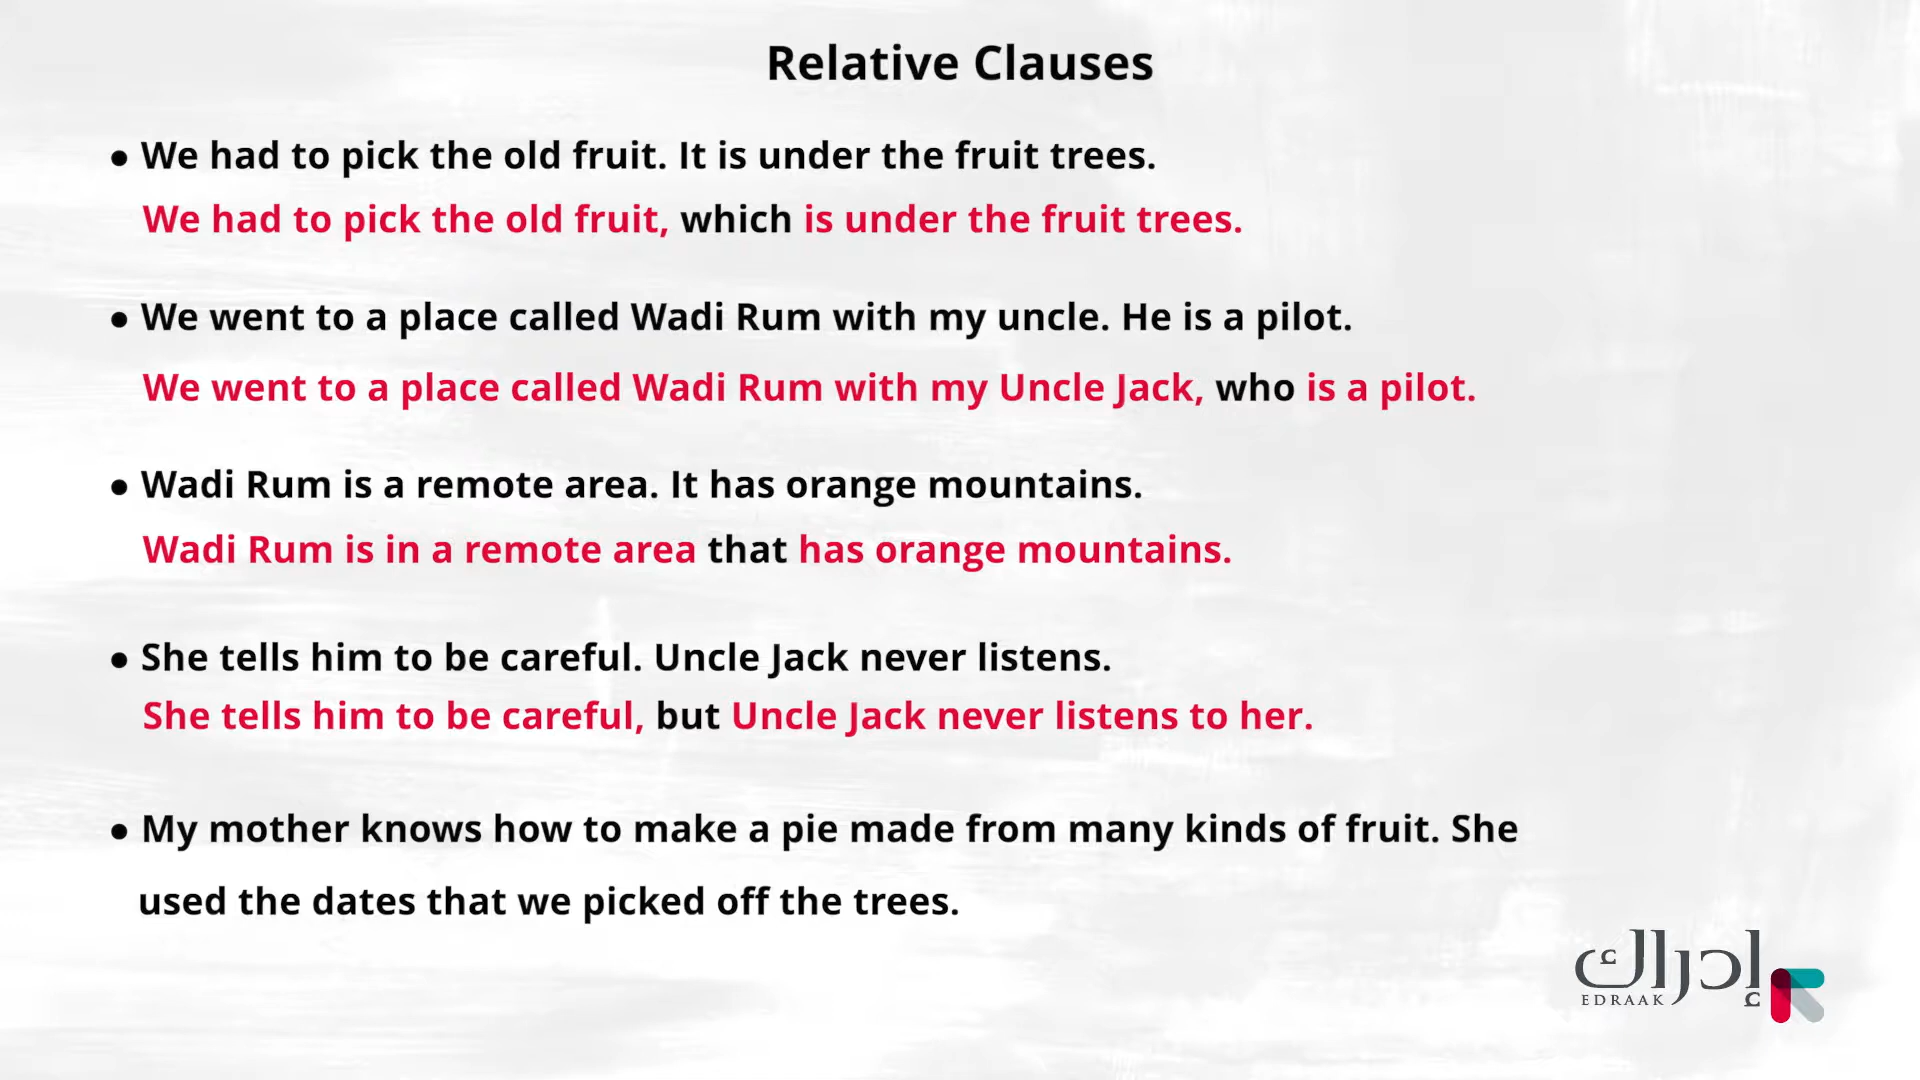 Relative Clauses
● We had to pick the old fruit. It is under the fruit trees.
We had to pick the old fruit, which is under the fruit trees.
● We went to a place called Wadi Rum with my uncle. He is a pilot.
We went to a place called Wadi Rum with my Uncle Jack, who is a pilot.
● Wadi Rum is a remote area. It has orange mountains.
Wadi Rum is in a remote area that has orange mountains.
● She tells him to be careful. Uncle Jack never listens.
She tells him to be careful, but Uncle Jack never listens to her.
● My mother knows how to make a pie made from many kinds of fruit. She
used the dates that we picked off the trees.
إدراك
EDRAAK